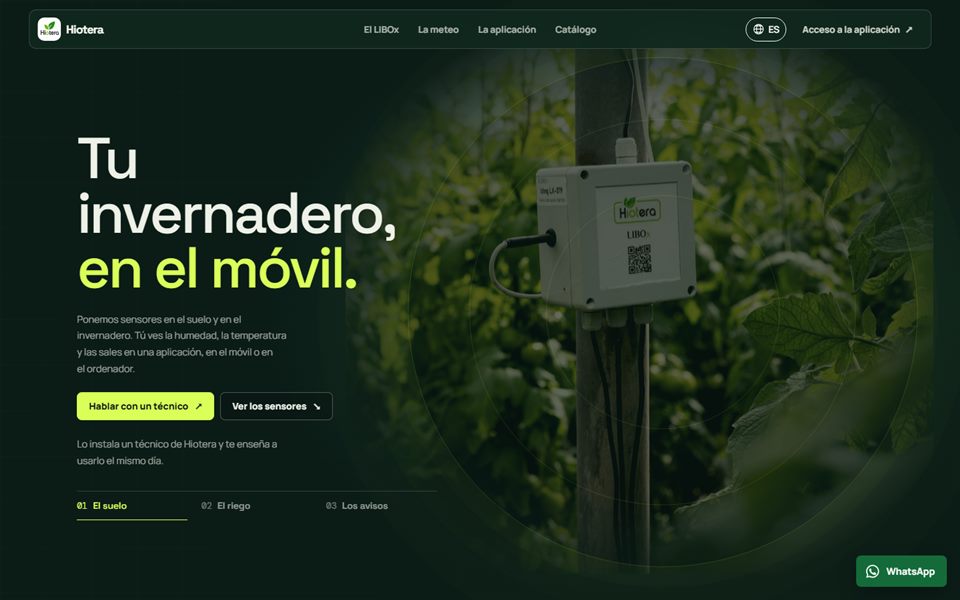 Hiotera
Hiotera
El LIBOx
La meteo
La aplicación
Catálogo
ES
Acceso a la aplicación ↗
Tu
invernadero,
en el móvil.
Ponemos sensores en el suelo y en el
invernadero. Tú ves la humedad, la temperatura
y las sales en una aplicación, en el móvil o en
el ordenador.
Hablar con un técnico ↗
Ver los sensores ↘
Lo instala un técnico de Hiotera y te enseña a
usarlo el mismo día.
01 El suelo
02 El riego
03 Los avisos
Hiotera
LIBOx
WhatsApp